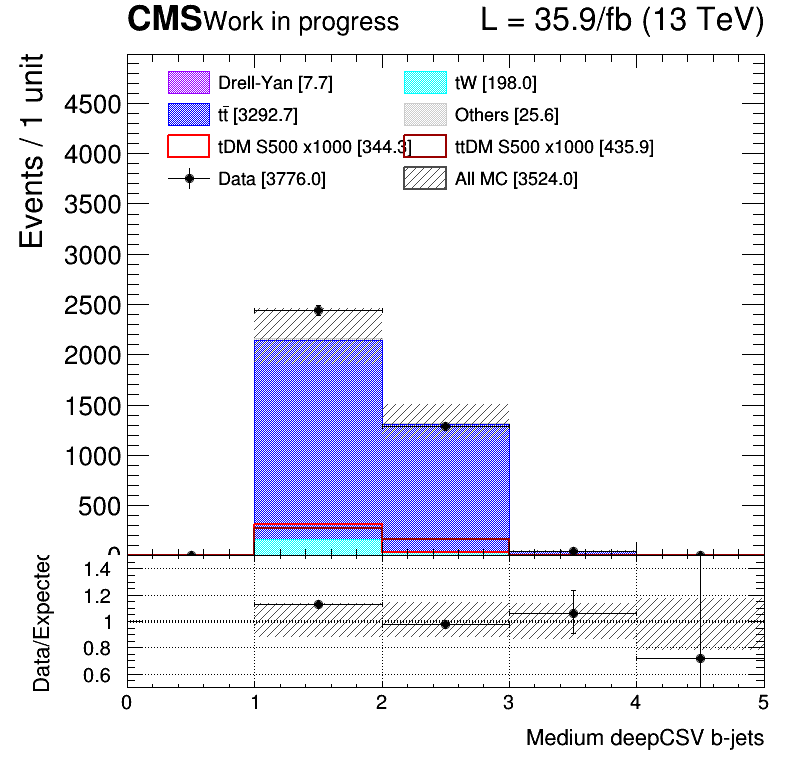 CMS Work in progress L = 35.9/fb (13 TeV)
Events / 1 unit
Drell-Yan [7.7] tW [198.0]
tt̄ [3292.7] Others [25.6]
tDM S500 x1000 [344.3] ttDM S500 x1000 [435.9]
Data [3776.0] All MC [3524.0]
4500
4000
3500
3000
2500
2000
1500
1000
500
0
Data/Expected
1.4
1.2
1
0.8
0.6
0 1 2 3 4 5
Medium deepCSV b-jets